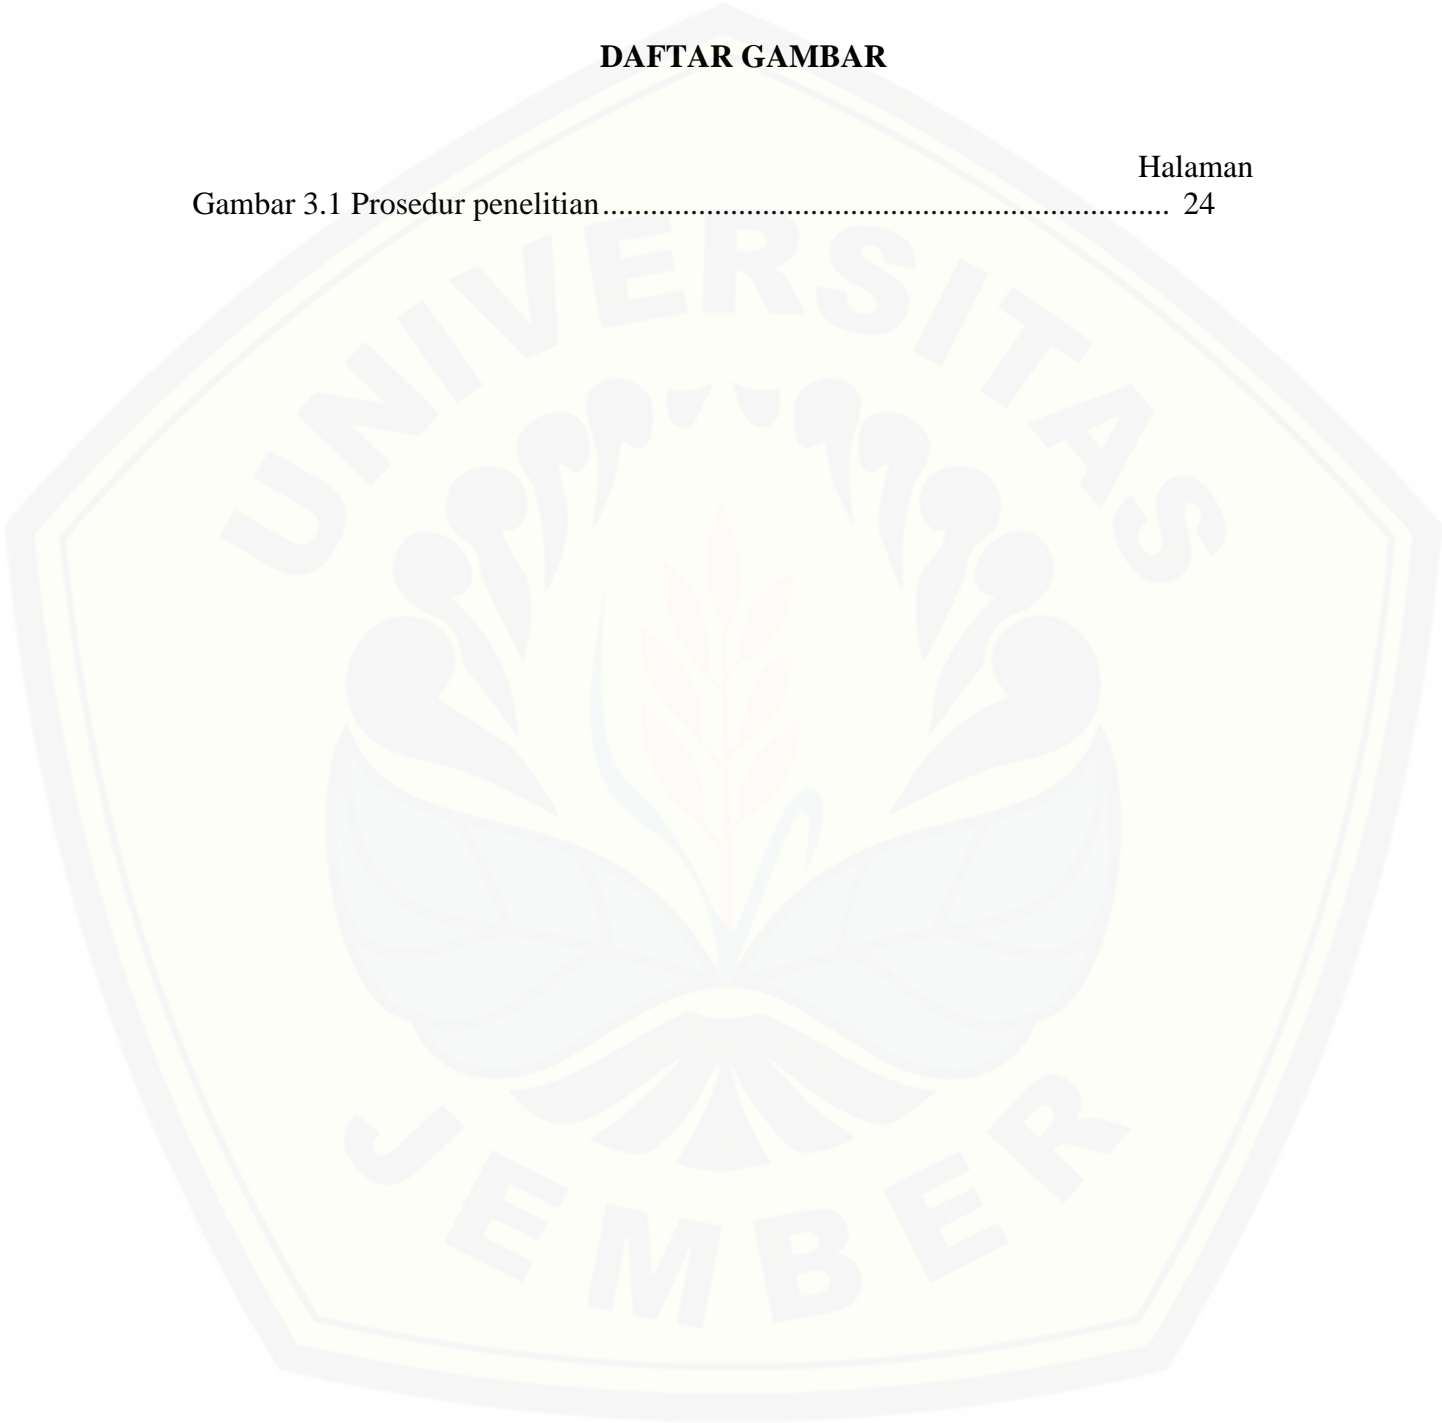 DAFTAR GAMBAR
Halaman
Gambar 3.1 Prosedur penelitian....................................................................... 24
UNIVERSITAS
JEMBER